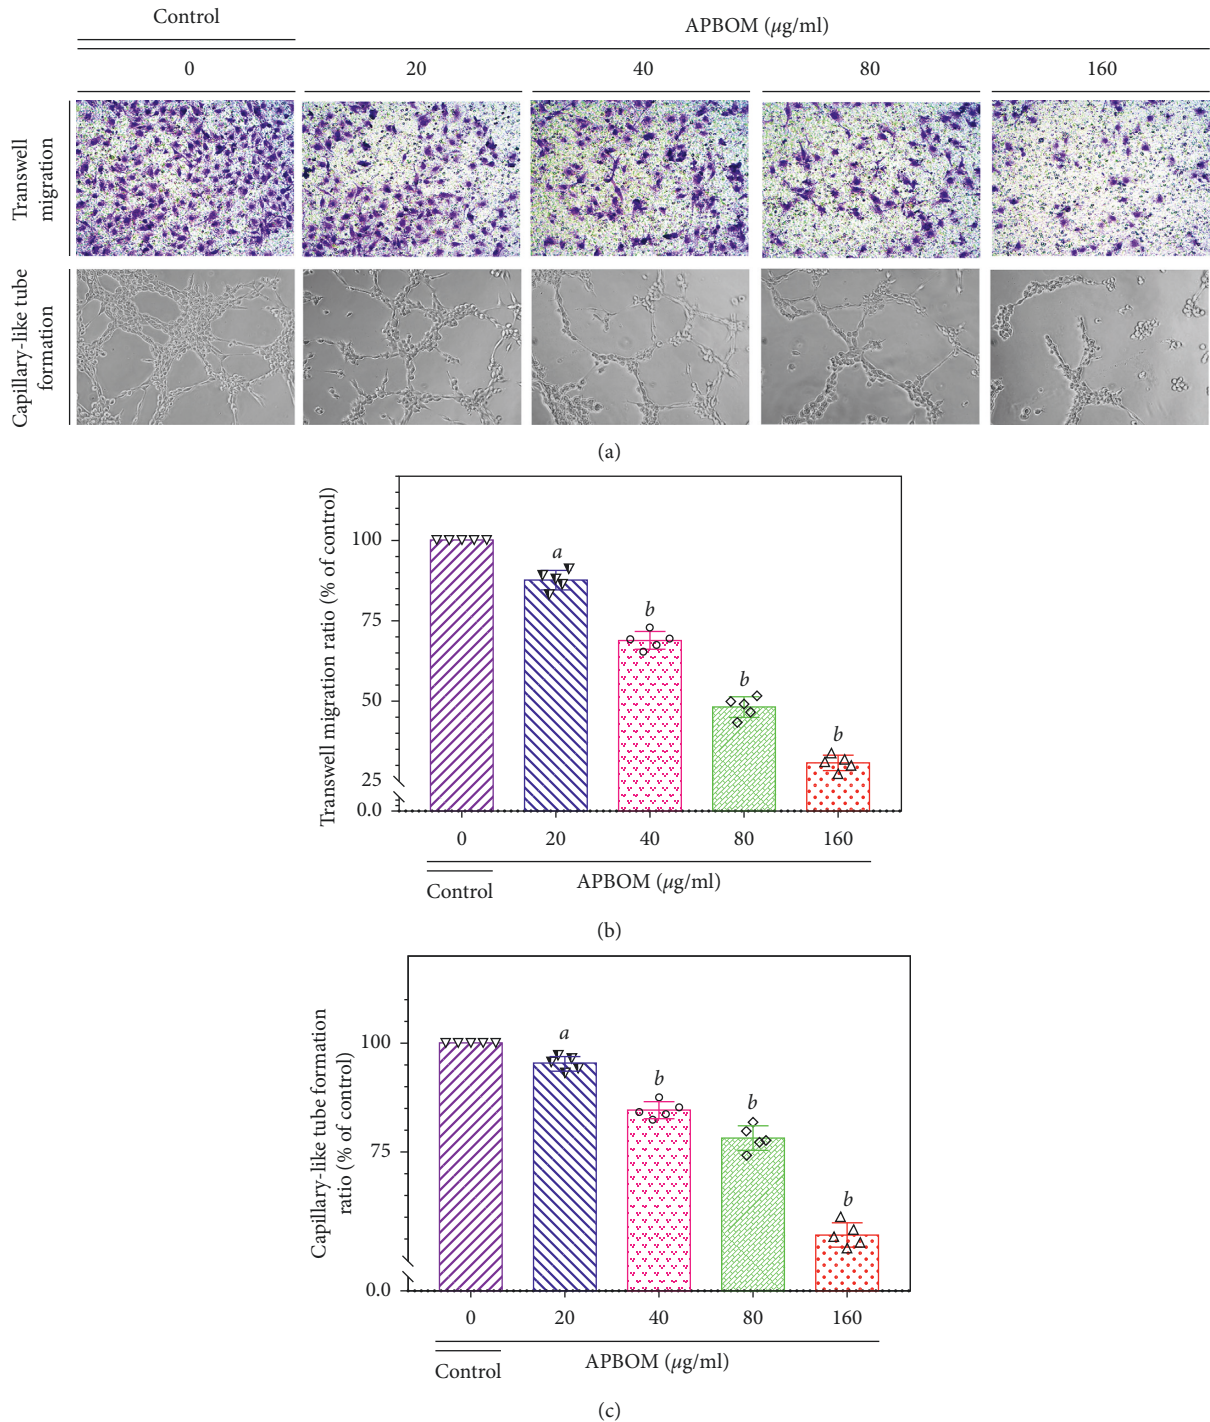 Control
APBOM (µg/ml)
0
20
40
80
160
Transwell
migration
Capillary-like tube
formation
(a)
Transwell migration ratio (% of control)
100
75
50
25
0.0
a
b
b
b
0
20
40
80
160
Control
APBOM (µg/ml)
(b)
Capillary-like tube formation
ratio (% of control)
100
75
0.0
a
b
b
b
0
20
40
80
160
Control
APBOM (µg/ml)
(c)